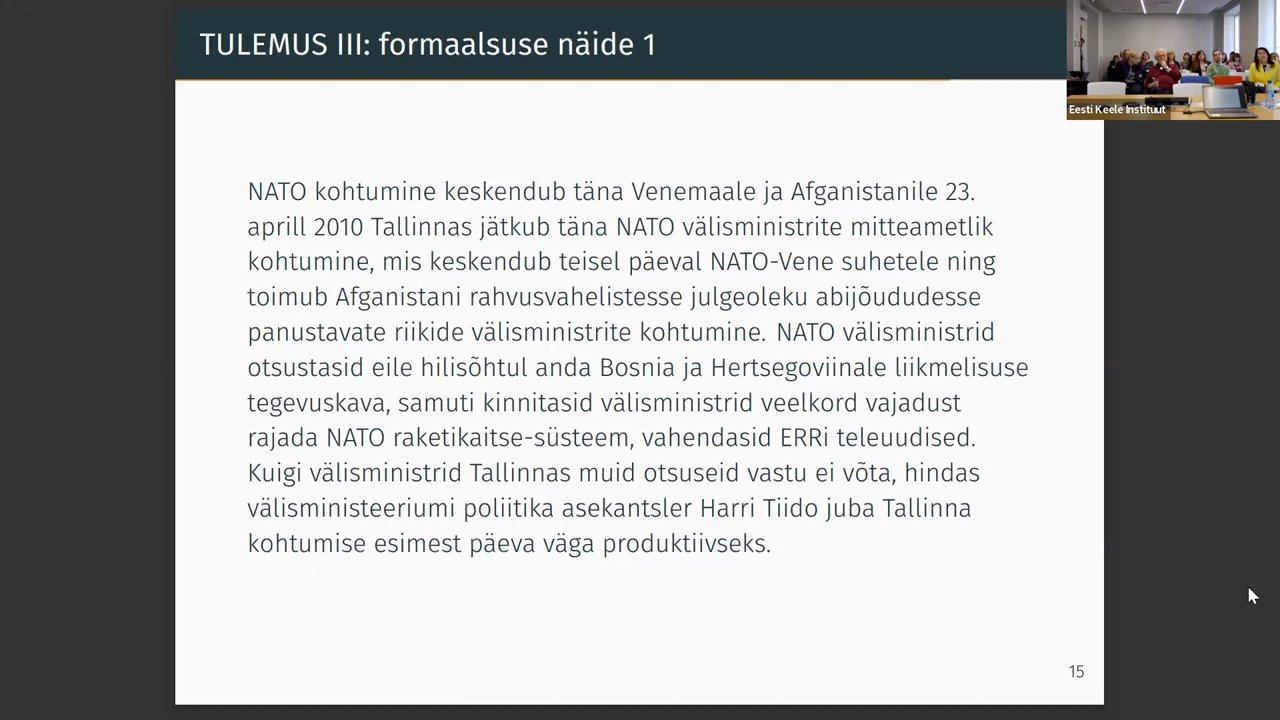 TULEMUS III: formaalsuse näide 1
Eesti Keele Instituut
NATO kohtumine keskendub täna Venemaale ja Afganistanile 23.
aprill 2010 Tallinnas jätkub täna NATO välisministrite mitteametlik
kohtumine, mis keskendub teisel päeval NATO-Vene suhetele ning
toimub Afganistani rahvusvahelistesse julgeoleku abijõududesse
panustavate riikide välisministrite kohtumine. NATO välisministrid
otsustasid eile hilisõhtul anda Bosnia ja Hertsegoviinale liikmelisuse
tegevuskava, samuti kinnitasid välisministrid veelkord vajadust
rajada NATO raketikaitse-süsteem, vahendasid ERRi teleuudised.
Kuigi välisministrid Tallinnas muid otsuseid vastu ei võta, hindas
välisministeeriumi poliitika asekantsler Harri Tiido juba Tallinna
kohtumise esimest päeva väga produktiivseks.
15